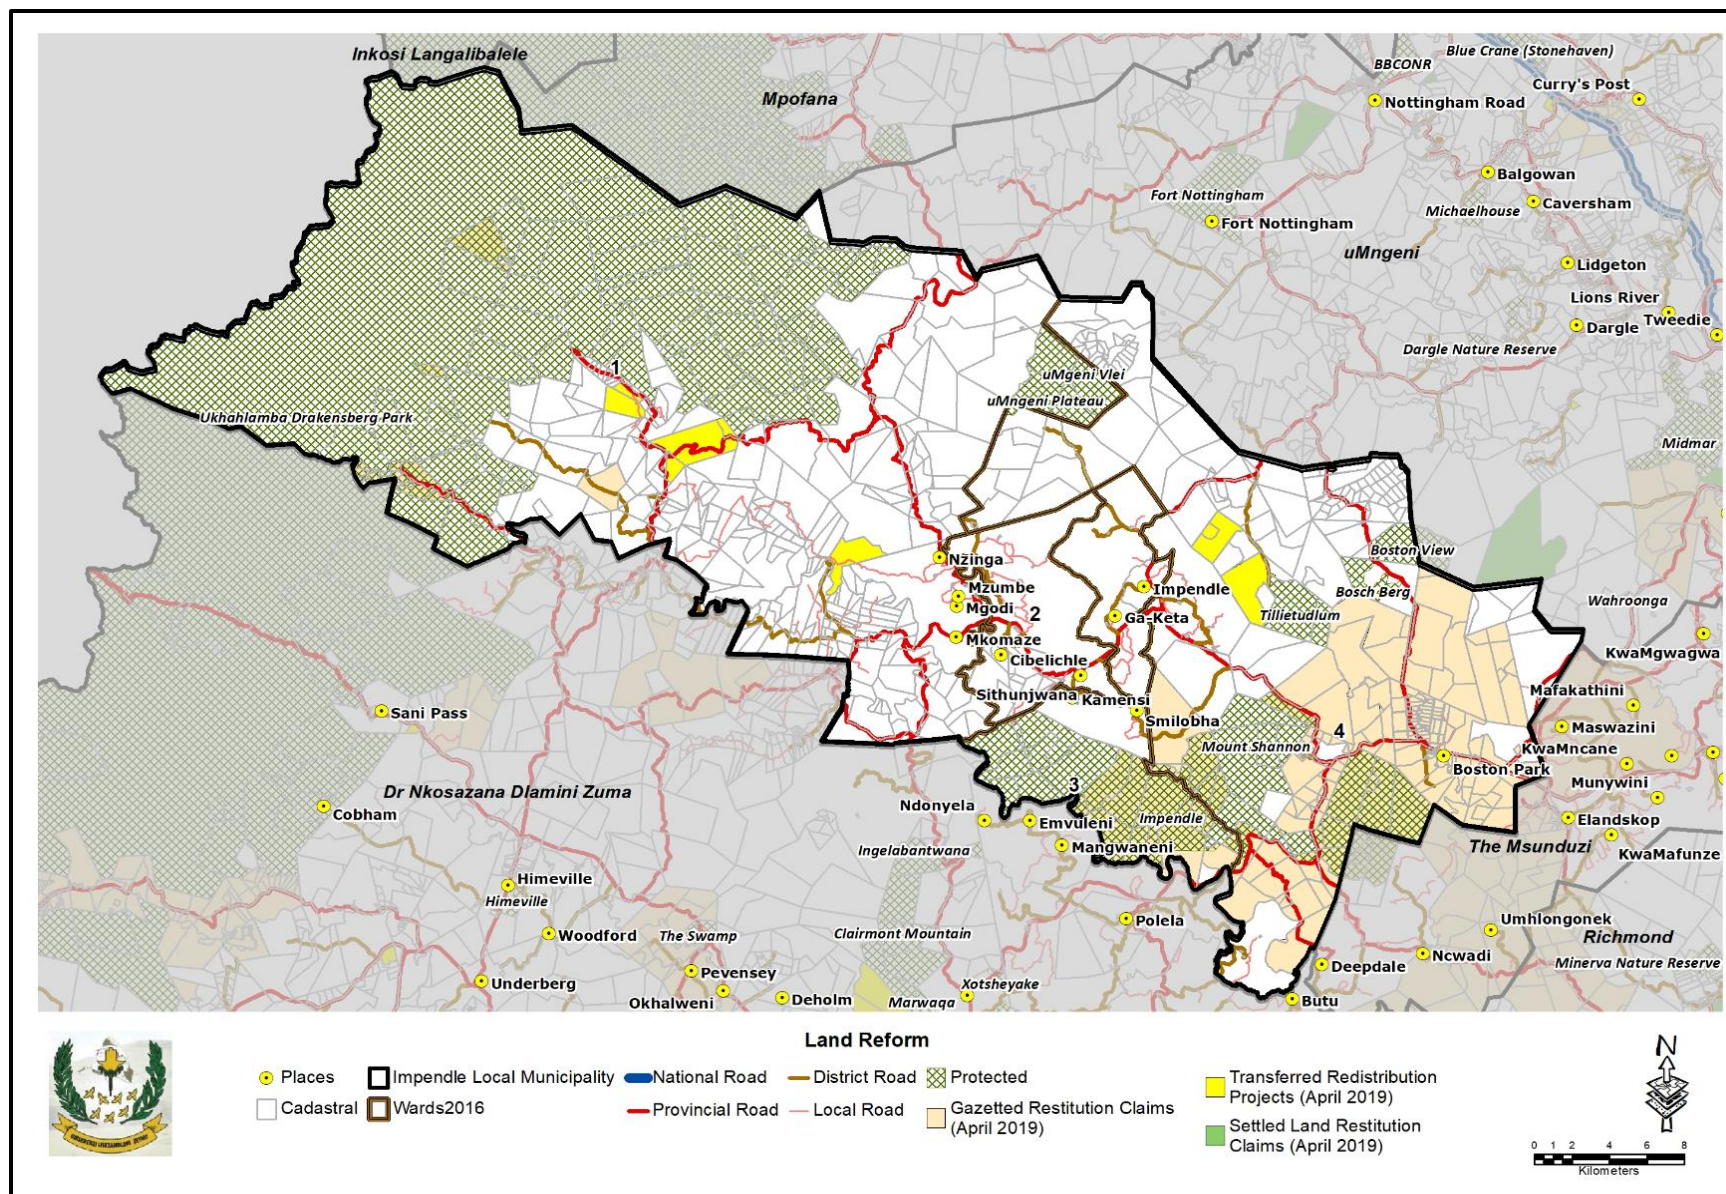 Inkosi Langalibalele
Mpofana
Blue Crane (Stonehaven)
BBCONR
Curry's Post
Nottingham Road
Balgowan
Fort Nottingham
Caversham
Michaelhouse
Fort Nottingham
uMngeni
Lidgeton
Lions River
Dargle
Tweedie
Dargle Nature Reserve
1
uMgeni Vlei
uMngeni Plateau
Ukhahlamba Drakensberg Park
Midmar
Boston View
Nžinga
Mzumbe
Impendle
Bosch Berg
Mgodi
2
Ga-Keta
Tillietudlum
Wahroonga
Mkomaze
Cibelichle
KwaMgwagwa
Sithunjwana
Kamensi
Mafakathini
Sani Pass
Smilobha
Maswazini
4
Mount Shannon
KwaMncane
Boston Park
Munywini
3
Dr Nkosazana Dlamini Zuma
Ndonyela
Cobham
Emvuleni
Impendle
Elandskop
Mangwaneni
The Msunduzi
Ingelabantwana
KwaMafunze
Himeville
Himeville
Polela
Umhlongonek
Woodford
The Swamp
Clairmont Mountain
Richmond
Ncwadi
Minerva Nature Reserve
Deepdale
Pevensey
Underberg
Okhalweni
Deholm
Xotsheyake
Marwaqa
Butu
Land Reform
Places
Impendle Local Municipality
National Road
District Road
Protected
Transferred Redistribution
Projects (April 2019)
Cadastral
Wards2016
Provincial Road
Local Road
Gazetted Restitution Claims
(April 2019)
Settled Land Restitution
Claims (April 2019)
N
0 1 2 4 6 8
Kilometers